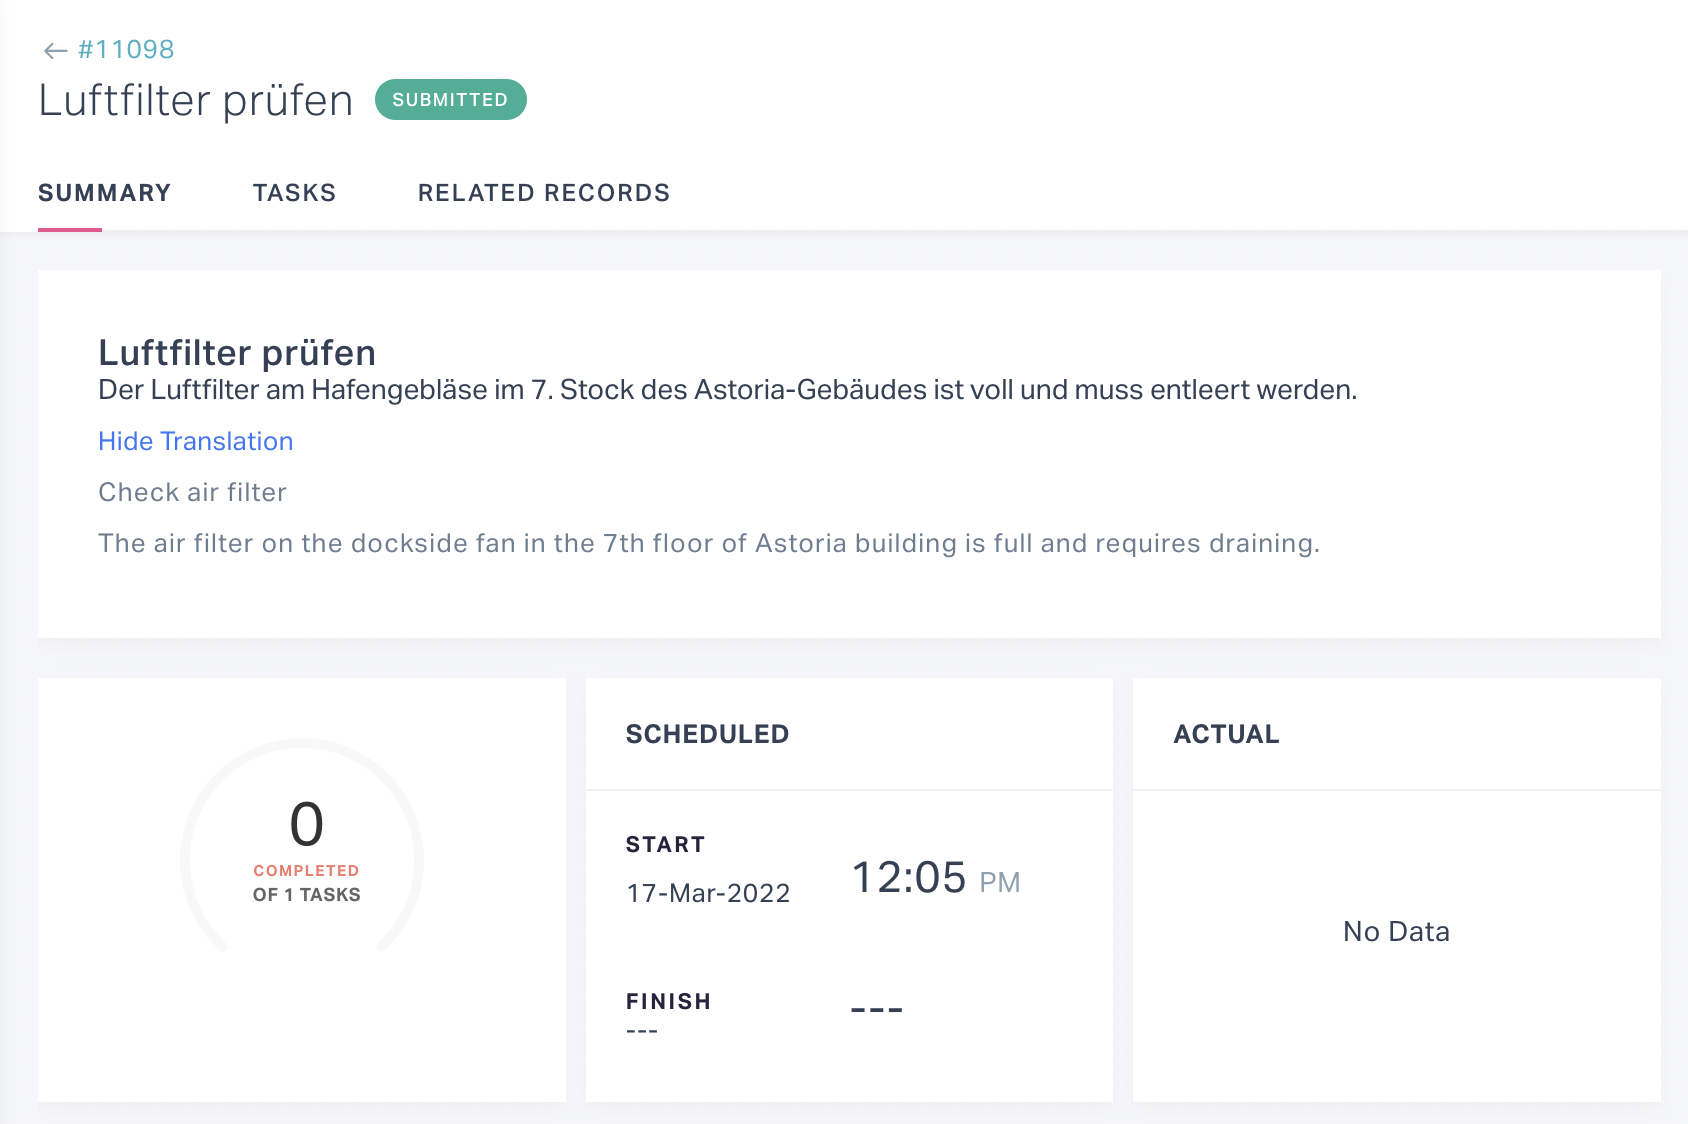 ← #11098
Luftfilter prüfen SUBMITTED
SUMMARY TASKS RELATED RECORDS
Luftfilter prüfen
Der Luftfilter am Hafengebläse im 7. Stock des Astoria-Gebäudes ist voll und muss entleert werden.
Hide Translation
Check air filter
The air filter on the dockside fan in the 7th floor of Astoria building is full and requires draining.
0
COMPLETED
OF 1 TASKS
SCHEDULED
START
17-Mar-2022
12:05 PM
FINISH
---
---
ACTUAL
No Data